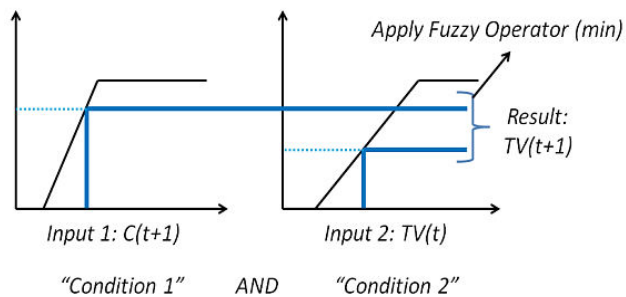 Apply Fuzzy Operator (min)
Result:
TV(t+1)
Input 1: C(t+1)
Input 2: TV(t)
“Condition 1” AND “Condition 2”